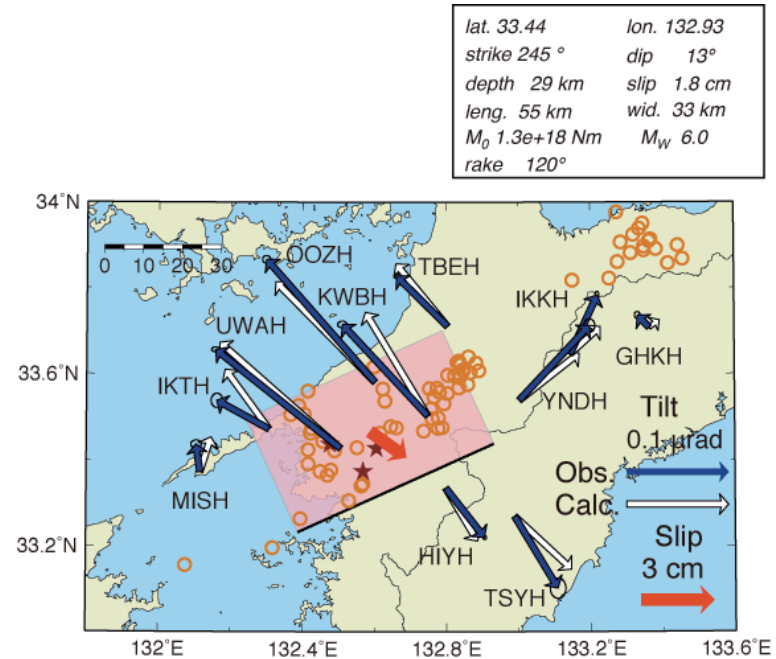 lat. 33.44 lon. 132.93
strike 245 ° dip 13°
depth 29 km slip 1.8 cm
leng. 55 km wid. 33 km
M0 1.3e+18 Nm MW 6.0
rake 120°
34°N
0 10 20 30
OOZH
TBEH
KWBH
IKKH
UWAH
GHKH
33.6°N
IKTH
YNDH
Tilt
0.1 μrad
Obs.
MISH
Calc.
Slip
33.2°N
HIYH
3 cm
TSYH
132°E 132.4°E 132.8°E 133.2°E 133.6°E